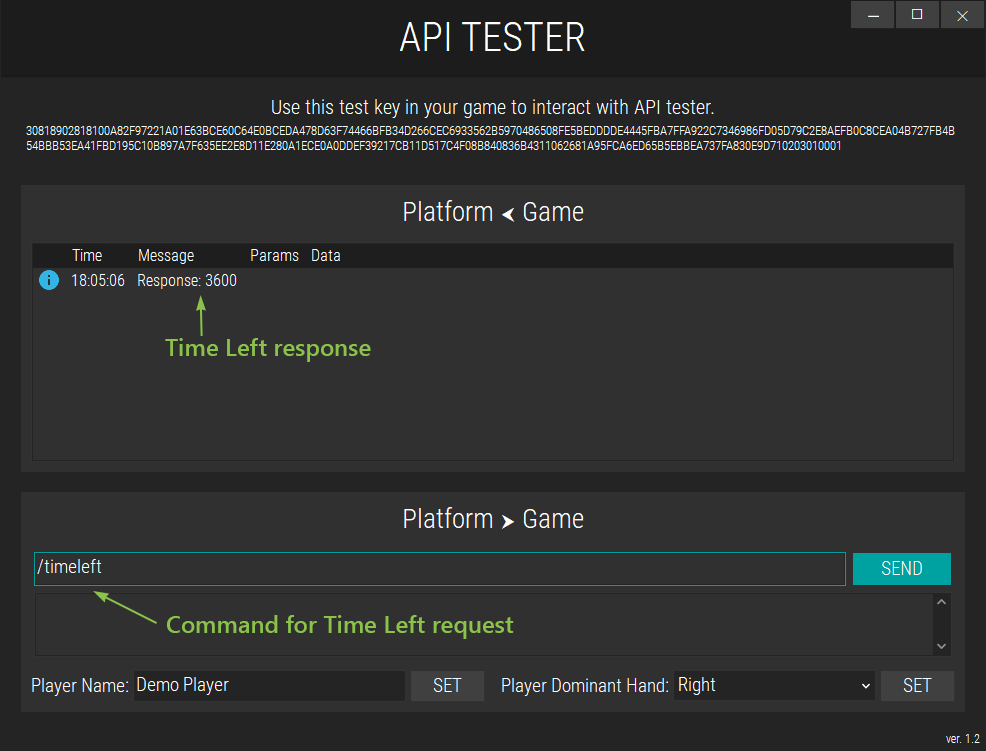 API TESTER
Use this test key in your game to interact with API tester.
30818902818100A82F97221A01E63BCE60C64E0BCEDA478D63F74466BFB34D266CEC6933562B5970486508FE5BEDDDDE4445FBA7FFA922C7346986FD05D79C2E8AEFB0C8CEA04B727FB4B
54BBB53EA41FBD195C10B897A7F635EE2E8D11E280A1ECE0A0DDEF39217CB11D517C4F08B840836B4311062681A95FCA6ED65B5EBBEA737FA830E9D710203010001
Platform < Game
Time Message Params Data
i 18:05:06 Response: 3600
Time Left response
Platform > Game
/timeleft SEND
Command for Time Left request
Player Name: Demo Player SET Player Dominant Hand: Right SET
ver. 1.2